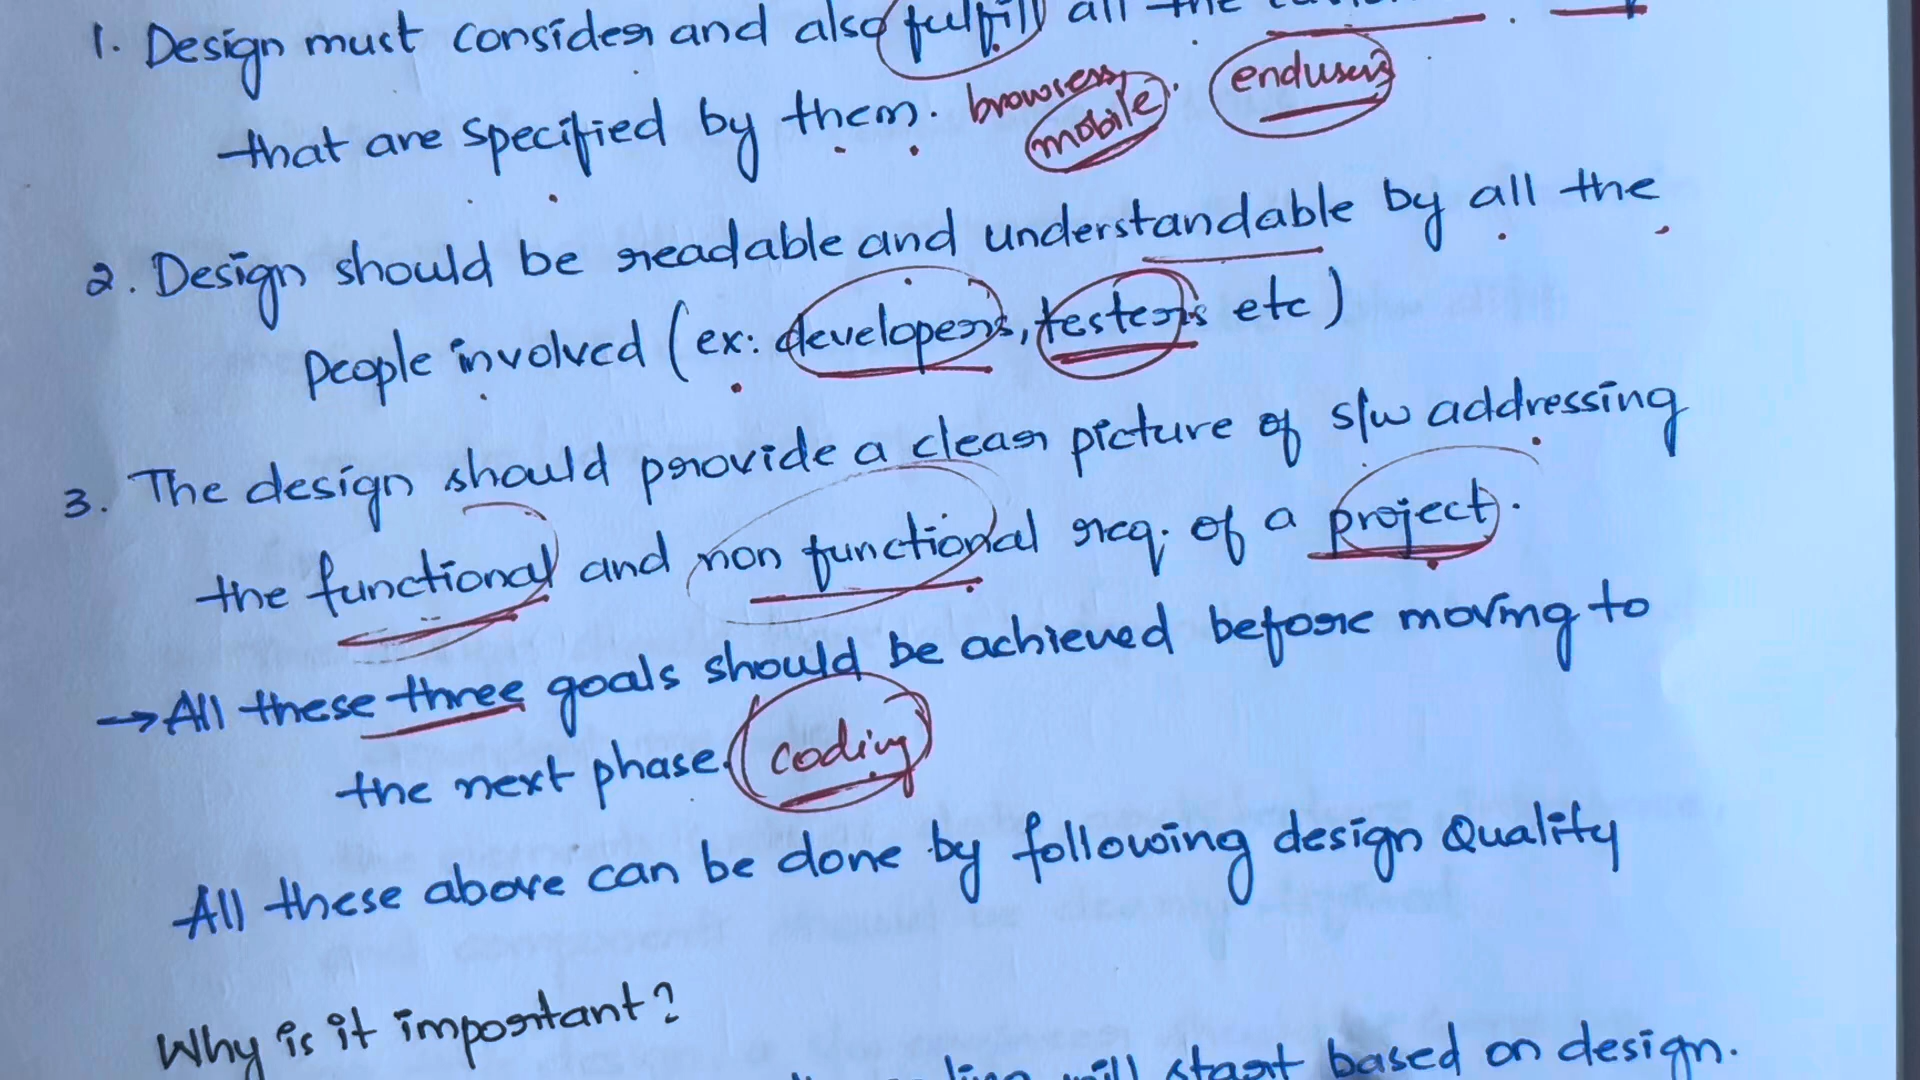 1. Design must consider and also fulfill all the
that are specified by them. browsers mobile. endusers
2. Design should be readable and understandable by all the
people involved (ex: developers, testers etc)
3. The design should provide a clear picture of s/w addressing
the functional and non functional req. of a project.
→ All these three goals should be achieved before moving to
the next phase. coding
All these above can be done by following design Quality
Why is it important?
will start based on design.